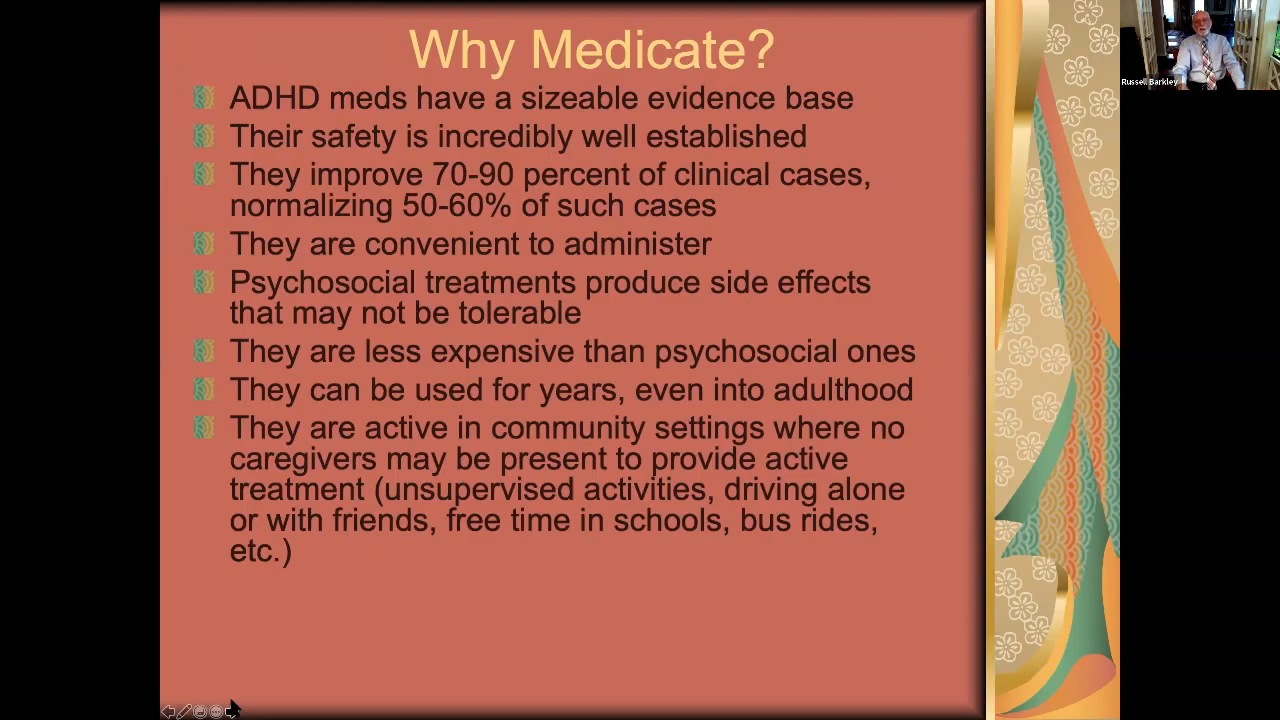 Why Medicate?
ADHD meds have a sizeable evidence base
Their safety is incredibly well established
They improve 70-90 percent of clinical cases,
normalizing 50-60% of such cases
They are convenient to administer
Psychosocial treatments produce side effects
that may not be tolerable
They are less expensive than psychosocial ones
They can be used for years, even into adulthood
They are active in community settings where no
caregivers may be present to provide active
treatment (unsupervised activities, driving alone
or with friends, free time in schools, bus rides,
etc.)
Russell Barkley